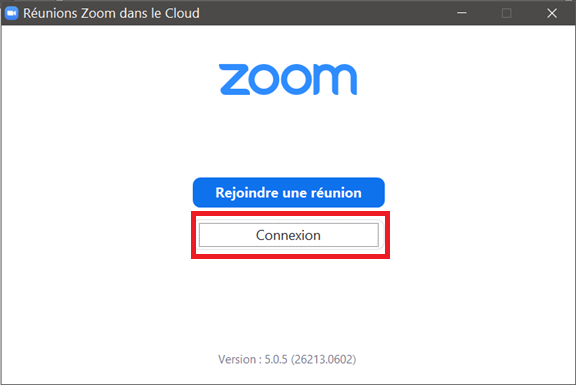 Réunions Zoom dans le Cloud
zoom
Rejoindre une réunion
Connexion
Version : 5.0.5 (26213.0602)